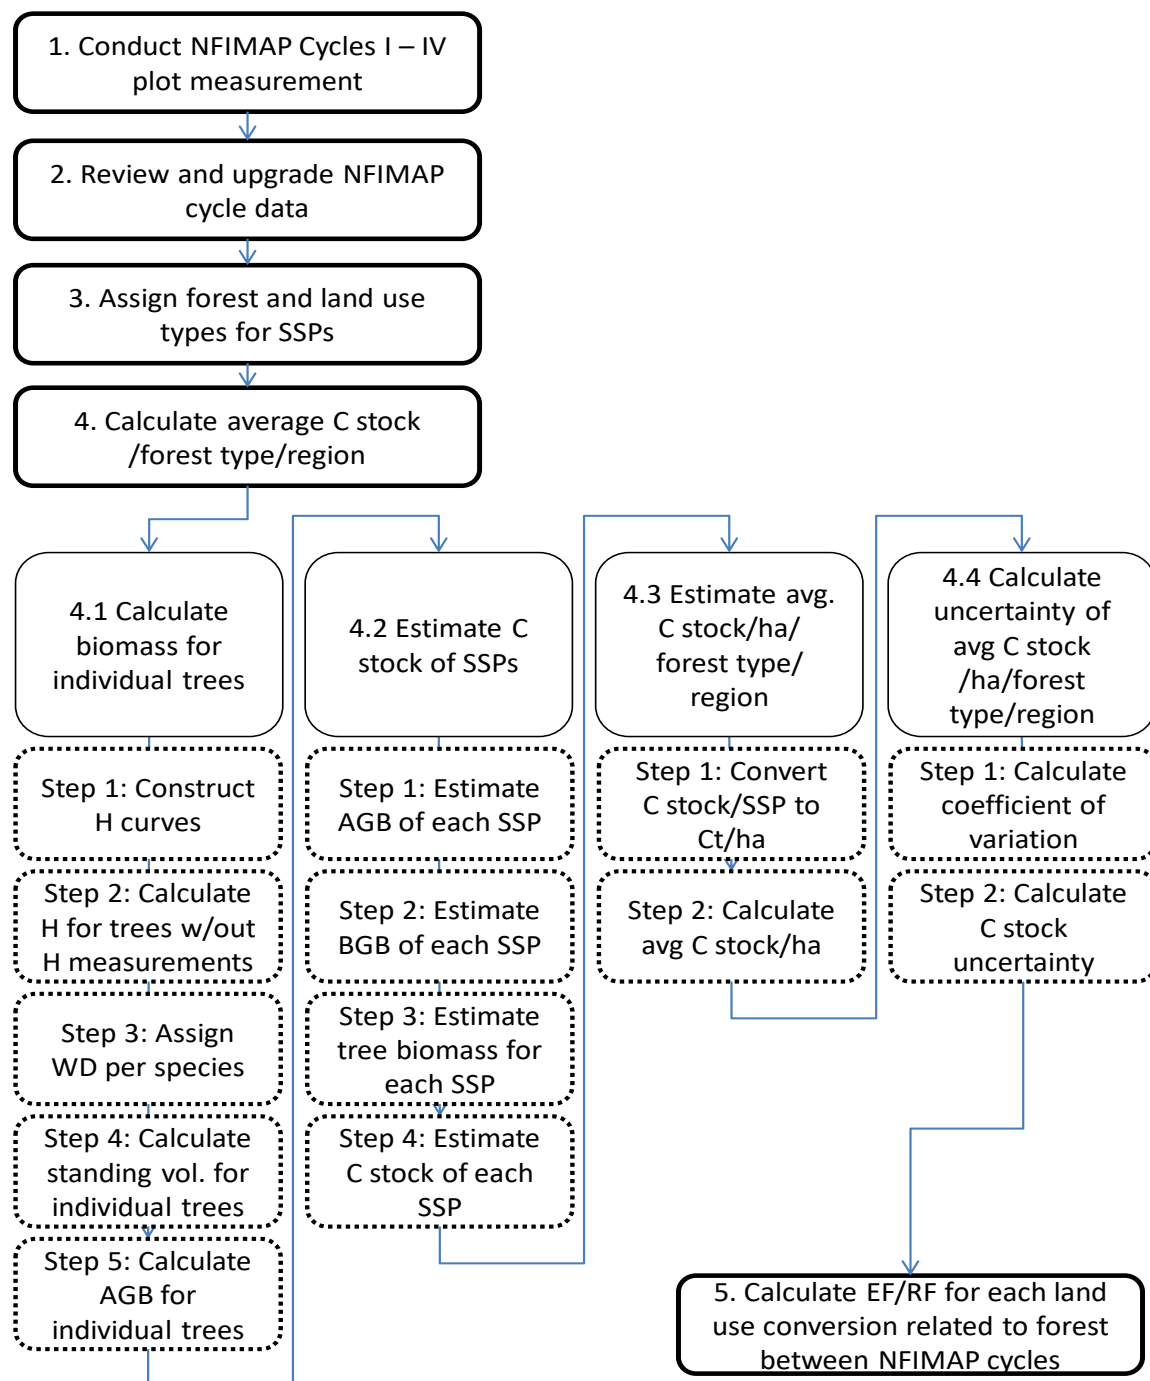 1. Conduct NFIMAP Cycles I – IV
plot measurement
2. Review and upgrade NFIMAP
cycle data
3. Assign forest and land use
types for SSPs
4. Calculate average C stock
/forest type/region
4.1 Calculate
biomass for
individual trees
Step 1: Construct
H curves
Step 2: Calculate
H for trees w/out
H measurements
Step 3: Assign
WD per species
Step 4: Calculate
standing vol. for
individual trees
Step 5: Calculate
AGB for
individual trees
4.2 Estimate C
stock of SSPs
Step 1: Estimate
AGB of each SSP
Step 2: Estimate
BGB of each SSP
Step 3: Estimate
tree biomass for
each SSP
Step 4: Estimate
C stock of each
SSP
4.3 Estimate avg.
C stock/ha/
forest type/
region
Step 1: Convert
C stock/SSP to
Ct/ha
Step 2: Calculate
avg C stock/ha
4.4 Calculate
uncertainty of
avg C stock
/ha/forest
type/region
Step 1: Calculate
coefficient of
variation
Step 2: Calculate
C stock
uncertainty
5. Calculate EF/RF for each land
use conversion related to forest
between NFIMAP cycles